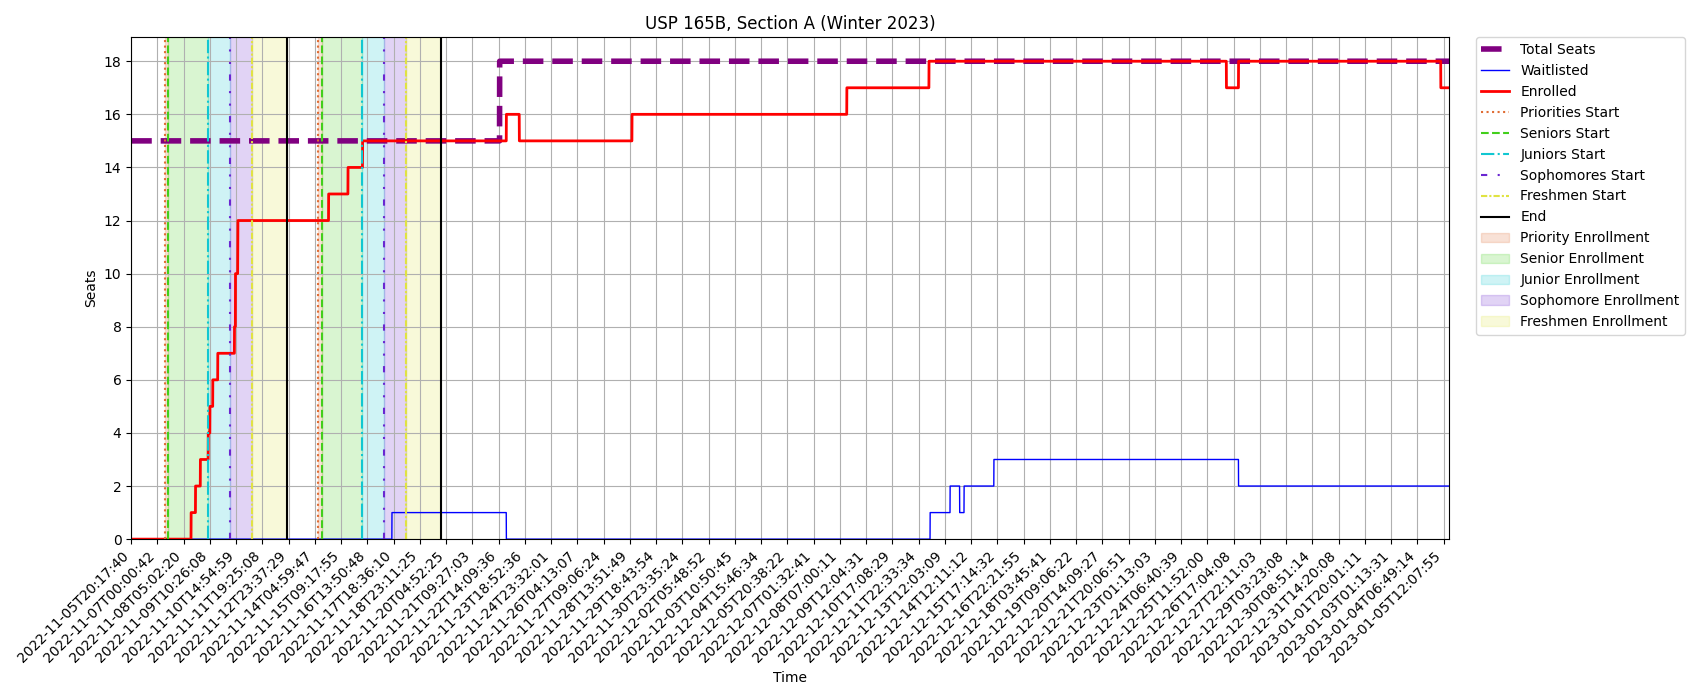 USP 165B, Section A (Winter 2023)
Seats
18
16
14
12
10
8
6
4
2
0
2022-11-05T20:17:40
2022-11-07T00:00:42
2022-11-08T05:02:20
2022-11-09T10:26:08
2022-11-10T14:54:59
2022-11-11T19:25:08
2022-11-12T23:37:29
2022-11-14T04:59:47
2022-11-15T09:17:55
2022-11-16T13:50:48
2022-11-17T18:36:10
2022-11-18T23:11:25
2022-11-20T04:52:25
2022-11-21T09:27:03
2022-11-22T14:09:36
2022-11-23T18:52:36
2022-11-24T23:32:01
2022-11-26T04:13:07
2022-11-27T09:06:24
2022-11-28T13:51:49
2022-11-29T18:43:54
2022-11-30T23:35:24
2022-12-02T05:48:52
2022-12-03T10:50:45
2022-12-04T15:46:34
2022-12-05T20:38:22
2022-12-07T01:32:41
2022-12-08T07:00:11
2022-12-09T12:04:31
2022-12-10T17:08:29
2022-12-11T22:33:34
2022-12-13T12:03:09
2022-12-14T12:11:12
2022-12-15T17:14:32
2022-12-16T22:21:55
2022-12-18T03:45:41
2022-12-19T09:06:22
2022-12-20T14:09:27
2022-12-21T20:06:51
2022-12-23T01:13:03
2022-12-24T06:40:39
2022-12-25T11:52:00
2022-12-26T17:04:08
2022-12-27T22:11:03
2022-12-29T03:23:08
2022-12-30T08:51:14
2022-12-31T14:20:08
2023-01-01T20:01:11
2023-01-03T01:13:31
2023-01-04T06:49:14
2023-01-05T12:07:55
Time
Total Seats
Waitlisted
Enrolled
Priorities Start
Seniors Start
Juniors Start
Sophomores Start
Freshmen Start
End
Priority Enrollment
Senior Enrollment
Junior Enrollment
Sophomore Enrollment
Freshmen Enrollment